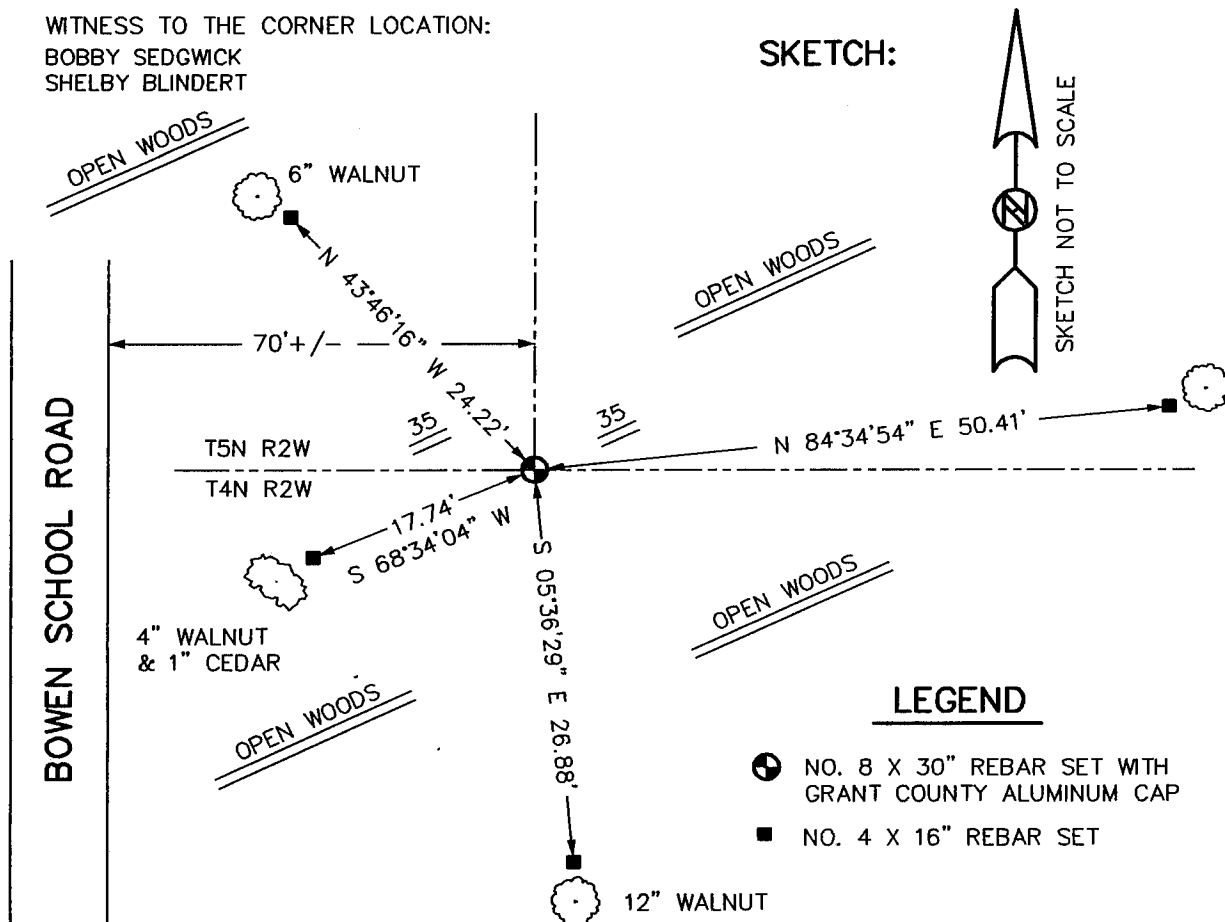 WITNESS TO THE CORNER LOCATION:
BOBBY SEDGWICK
SHELBY BLINDERT
SKETCH:
OPEN WOODS
6" WALNUT
N
SKETCH NOT TO SCALE
OPEN WOODS
N 43°46'16" W 24.22'
70'+/-
35
35
T5N R2W
T4N R2W
N 84°34'54" E 50.41'
17.74'
S 68°34'04" W
BOWEN SCHOOL ROAD
4" WALNUT
& 1" CEDAR
S 05°36'29" E 26.88'
OPEN WOODS
OPEN WOODS
12" WALNUT
LEGEND
NO. 8 X 30" REBAR SET WITH
GRANT COUNTY ALUMINUM CAP
NO. 4 X 16" REBAR SET